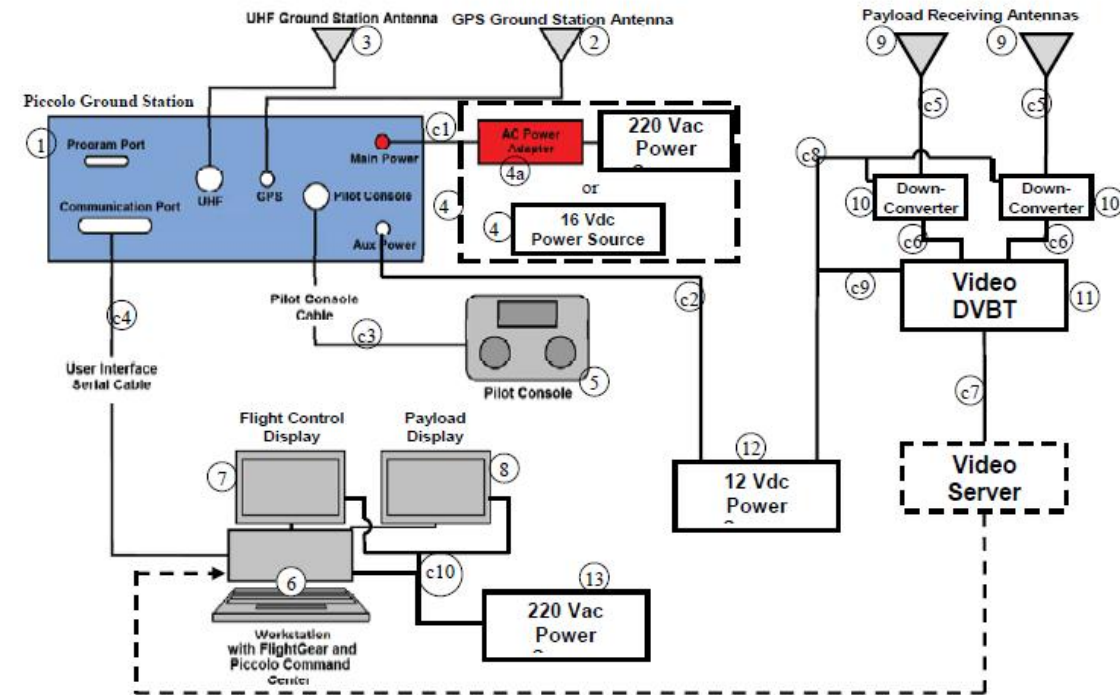 UHF Ground Station Antenna
3
GPS Ground Station Antenna
2
Payload Receiving Antennas
9
9
Piccolo Ground Station
1
Program Port
Communication Port
UHF
GPS
Main Power
Pilot Console
Aux Power
c1
AC Power
Adapter
4a
220 Vac
Power
or
4
4
16 Vdc
Power Source
c5
c5
c8
10
Down-
Converter
Down-
Converter
10
c6
c6
c9
Video
DVBT
11
c4
Pilot Console
Cable
c3
c2
5
Pilot Console
User Interface
Serial Cable
c7
Flight Control
Display
Payload
Display
7
8
12
12 Vdc
Power
Video
Server
6
c10
13
220 Vac
Power
Workstation
with FlightGear and
Piccolo Command
Center